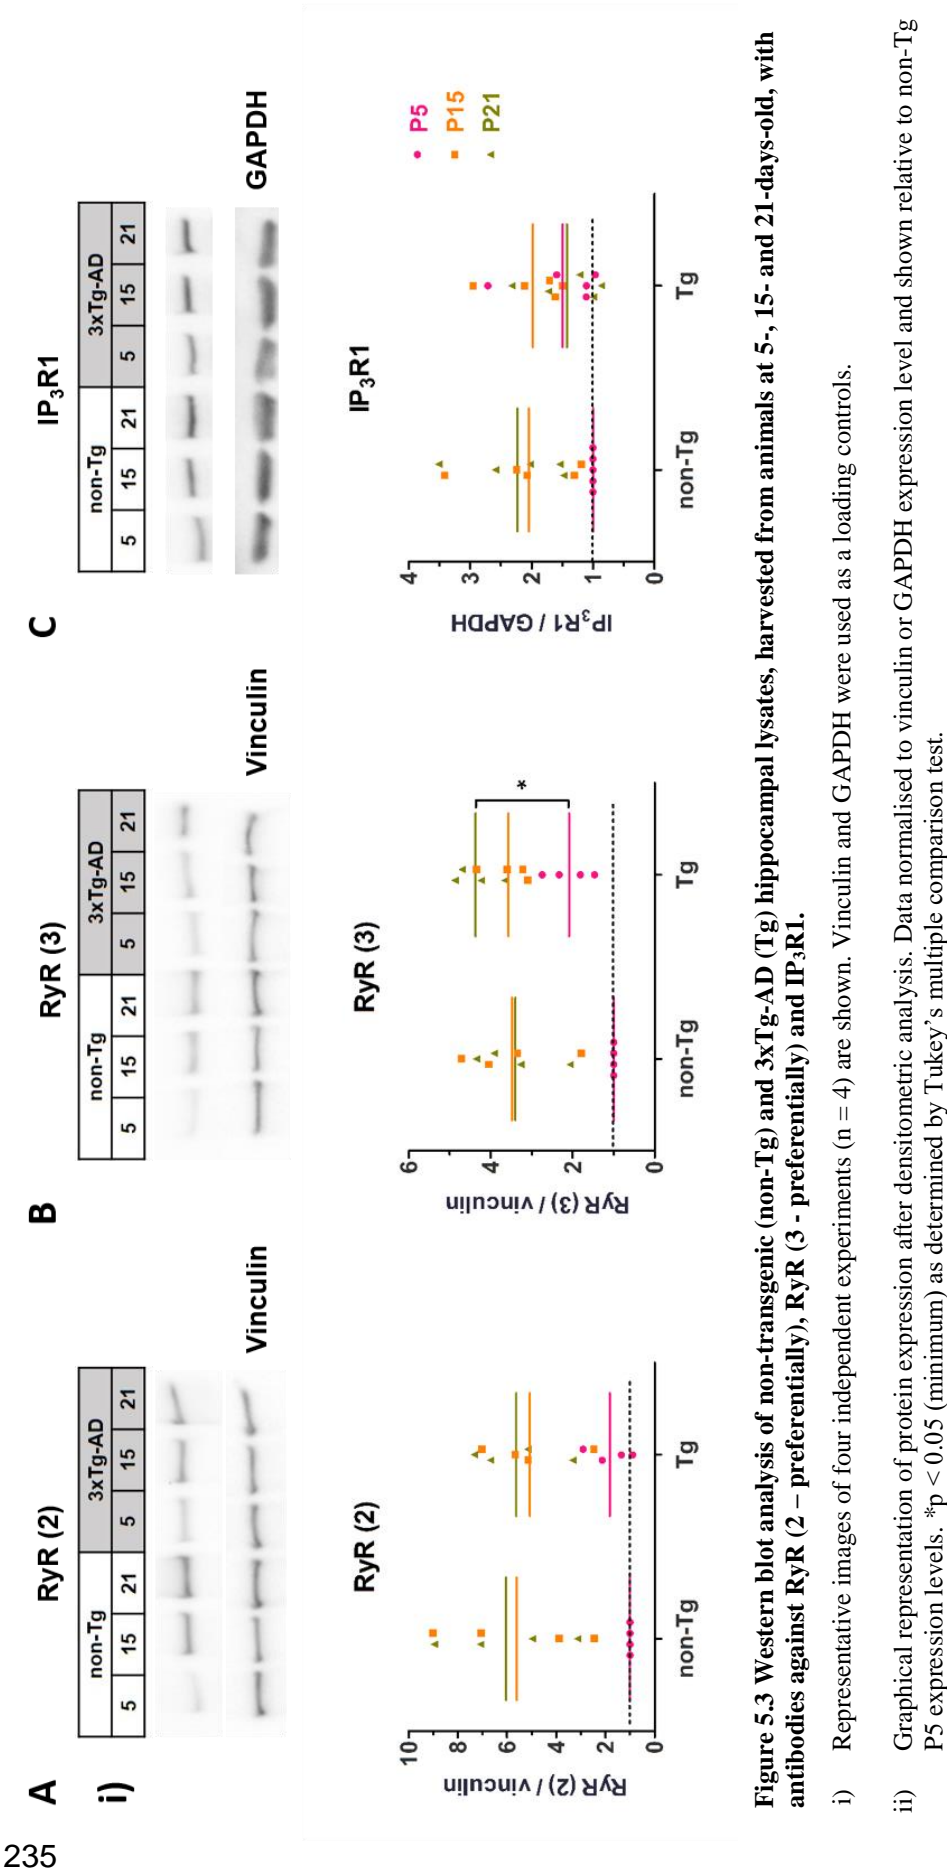 235
A
i)
RyR (2)
non-Tg 3xTg-AD
5 15 21 5 15 21
Vinculin
B
RyR (3)
non-Tg 3xTg-AD
5 15 21 5 15 21
Vinculin
C
IP3R1
non-Tg 3xTg-AD
5 15 21 5 15 21
GAPDH
RyR (2)
RyR (2) / vinculin
10
8
6
4
2
0
non-Tg Tg
RyR (3)
RyR (3) / vinculin
6
4
2
0
*
non-Tg Tg
IP3R1
IP3R1 / GAPDH
4
3
2
1
0
non-Tg Tg
P5
P15
P21
Figure 5.3 Western blot analysis of non-transgenic (non-Tg) and 3xTg-AD (Tg) hippocampal lysates, harvested from animals at 5-, 15- and 21-days-old, with
antibodies against RyR (2 – preferentially), RyR (3 - preferentially) and IP3R1.
i) Representative images of four independent experiments (n = 4) are shown. Vinculin and GAPDH were used as a loading controls.
ii) Graphical representation of protein expression after densitometric analysis. Data normalised to vinculin or GAPDH expression level and shown relative to non-Tg
P5 expression levels. *p < 0.05 (minimum) as determined by Tukey's multiple comparison test.